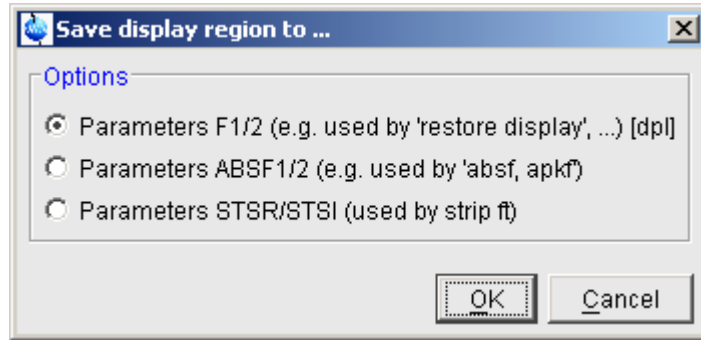 Save display region to ...
Options
Parameters F1/2 (e.g. used by 'restore display', ...) [dpl]
Parameters ABSF1/2 (e.g. used by 'absf, apkf')
Parameters STSR/STSI (used by strip ft)
OK
Cancel